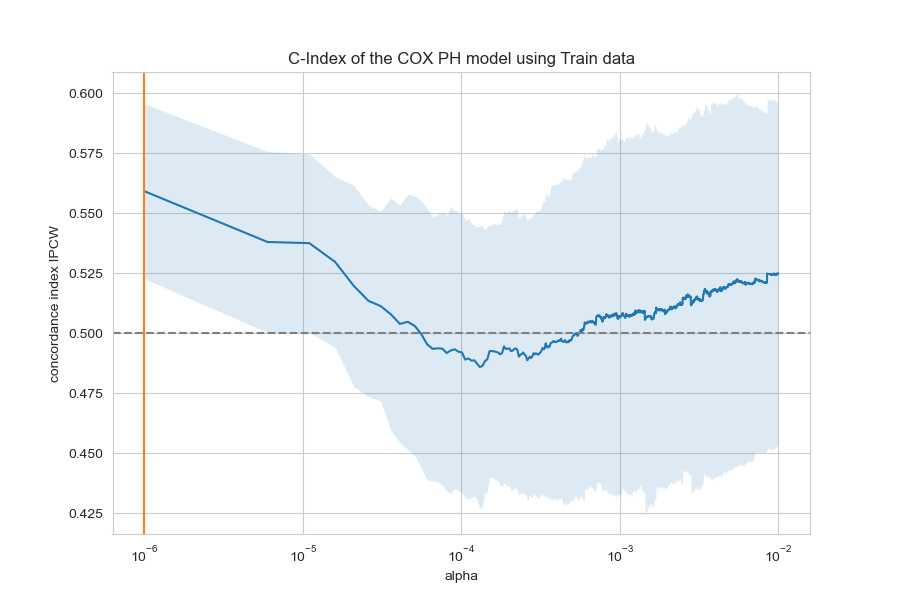 C-Index of the COX PH model using Train data
concordance index IPCW
0.600
0.575
0.550
0.525
0.500
0.475
0.450
0.425
10⁻⁶ 10⁻⁵ 10⁻⁴ 10⁻³ 10⁻²
alpha